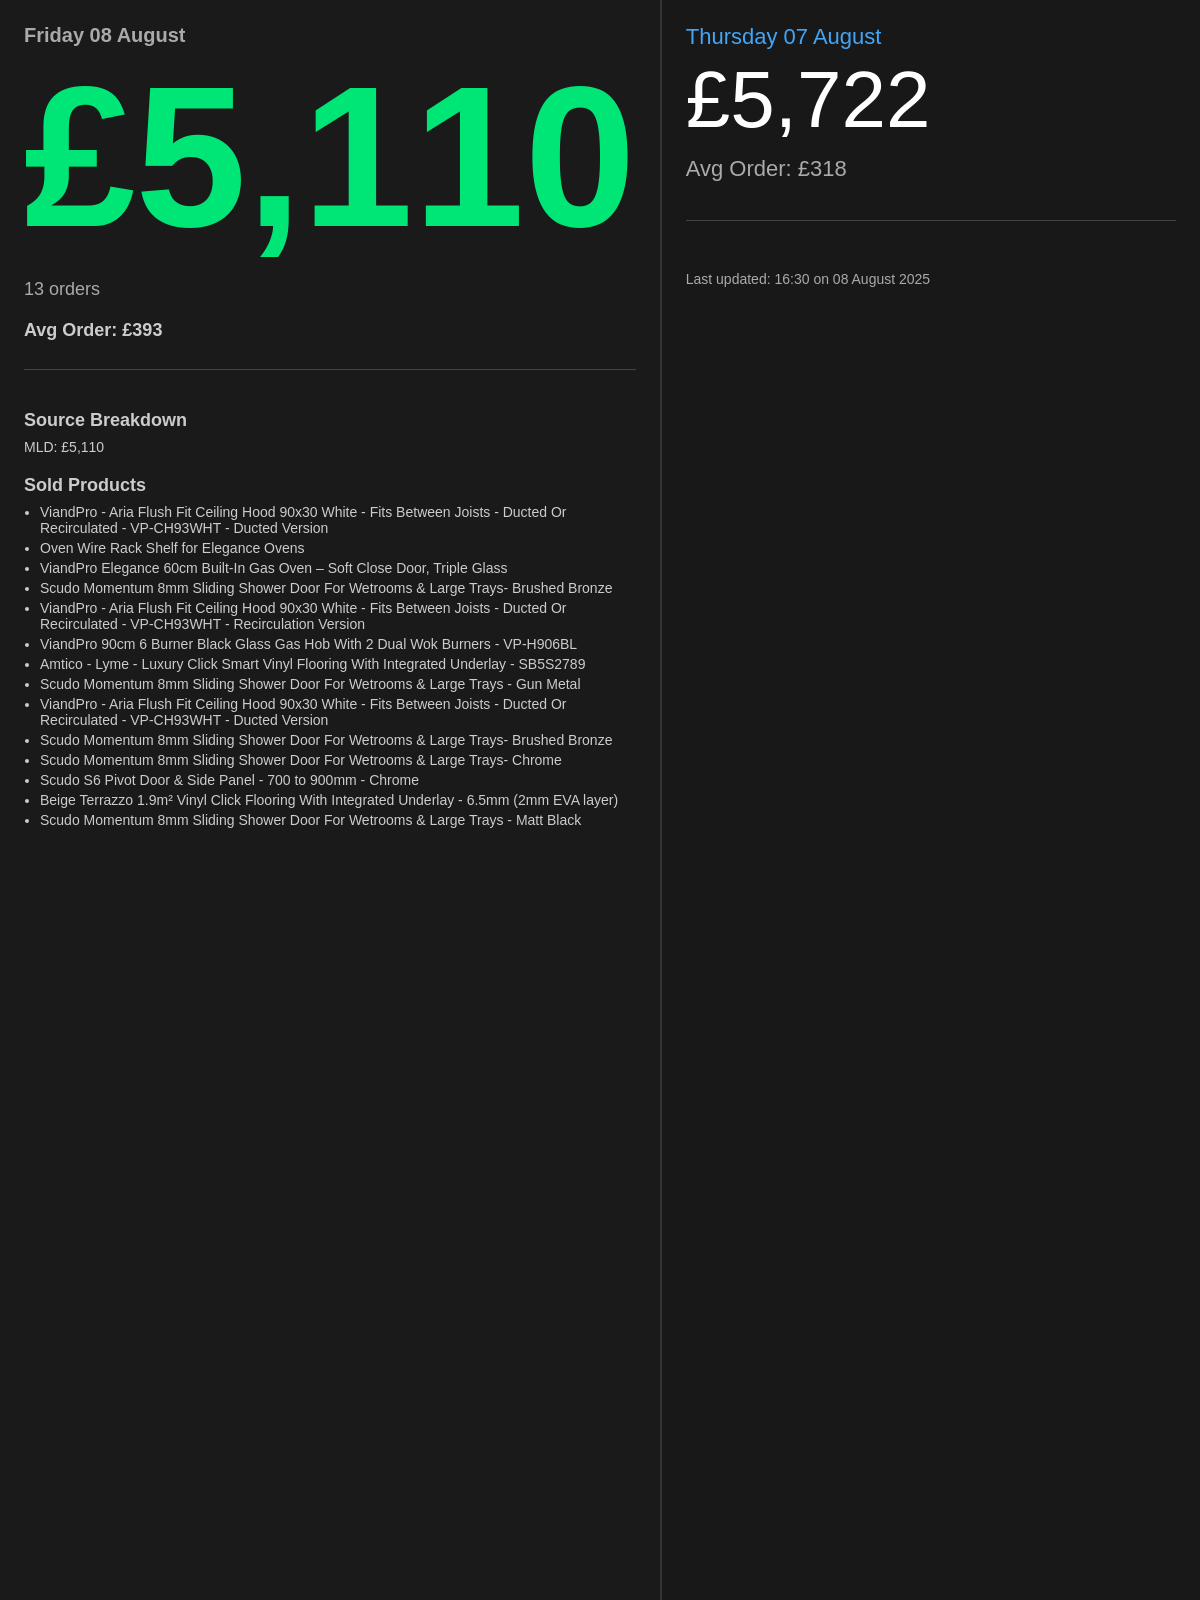 Friday 08 August
£5,110
13 orders
Avg Order: £393
Source Breakdown
MLD: £5,110
Sold Products
• ViandPro - Aria Flush Fit Ceiling Hood 90x30 White - Fits Between Joists - Ducted Or
Recirculated - VP-CH93WHT - Ducted Version
• Oven Wire Rack Shelf for Elegance Ovens
• ViandPro Elegance 60cm Built-In Gas Oven – Soft Close Door, Triple Glass
• Scudo Momentum 8mm Sliding Shower Door For Wetrooms & Large Trays- Brushed Bronze
• ViandPro - Aria Flush Fit Ceiling Hood 90x30 White - Fits Between Joists - Ducted Or
Recirculated - VP-CH93WHT - Recirculation Version
• ViandPro 90cm 6 Burner Black Glass Gas Hob With 2 Dual Wok Burners - VP-H906BL
• Amtico - Lyme - Luxury Click Smart Vinyl Flooring With Integrated Underlay - SB5S2789
• Scudo Momentum 8mm Sliding Shower Door For Wetrooms & Large Trays - Gun Metal
• ViandPro - Aria Flush Fit Ceiling Hood 90x30 White - Fits Between Joists - Ducted Or
Recirculated - VP-CH93WHT - Ducted Version
• Scudo Momentum 8mm Sliding Shower Door For Wetrooms & Large Trays- Brushed Bronze
• Scudo Momentum 8mm Sliding Shower Door For Wetrooms & Large Trays- Chrome
• Scudo S6 Pivot Door & Side Panel - 700 to 900mm - Chrome
• Beige Terrazzo 1.9m² Vinyl Click Flooring With Integrated Underlay - 6.5mm (2mm EVA layer)
• Scudo Momentum 8mm Sliding Shower Door For Wetrooms & Large Trays - Matt Black
Thursday 07 August
£5,722
Avg Order: £318
Last updated: 16:30 on 08 August 2025